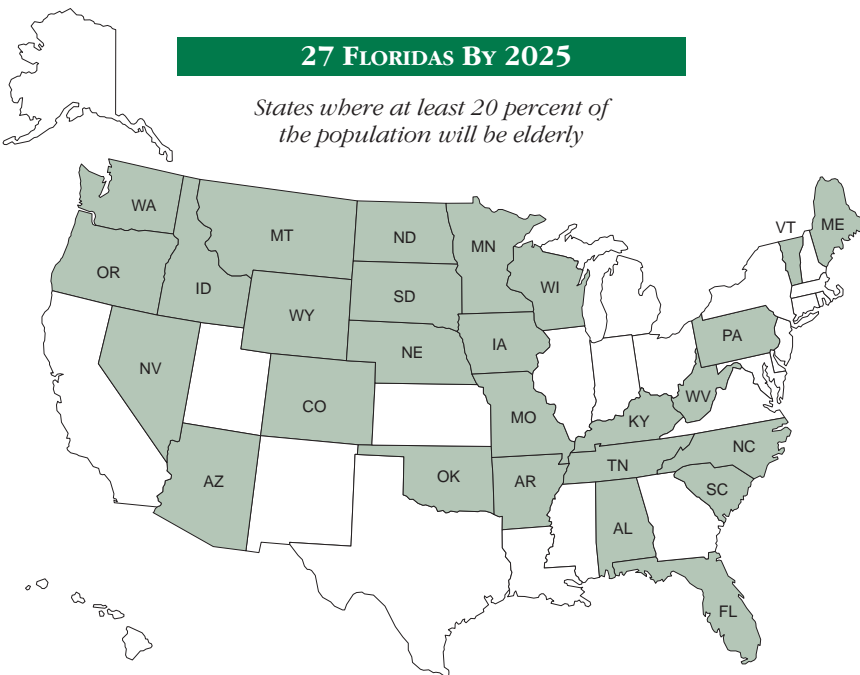 27 FLORIDAS BY 2025
States where at least 20 percent of
the population will be elderly
WA
MT
ND
MN
VT
ME
OR
ID
WY
SD
WI
NV
NE
IA
PA
CO
MO
KY
WV
AZ
OK
AR
TN
NC
SC
AL
FL